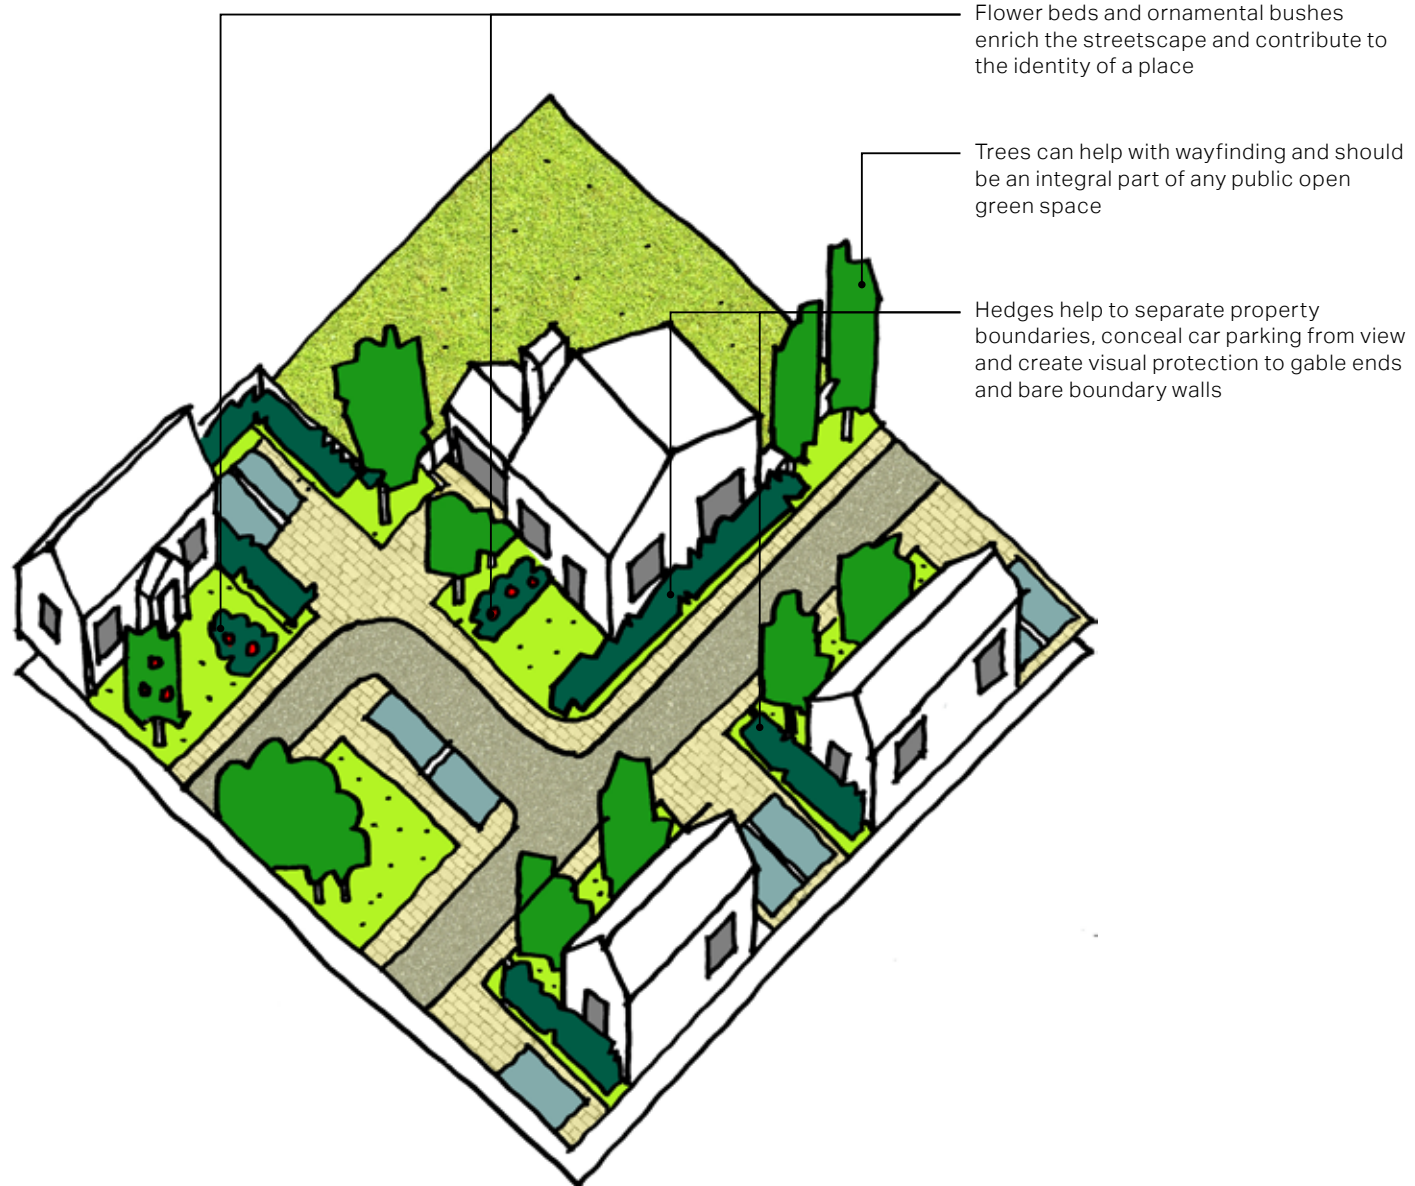 Flower beds and ornamental bushes
enrich the streetscape and contribute to
the identity of a place
Trees can help with wayfinding and should
be an integral part of any public open
green space
Hedges help to separate property
boundaries, conceal car parking from view
and create visual protection to gable ends
and bare boundary walls